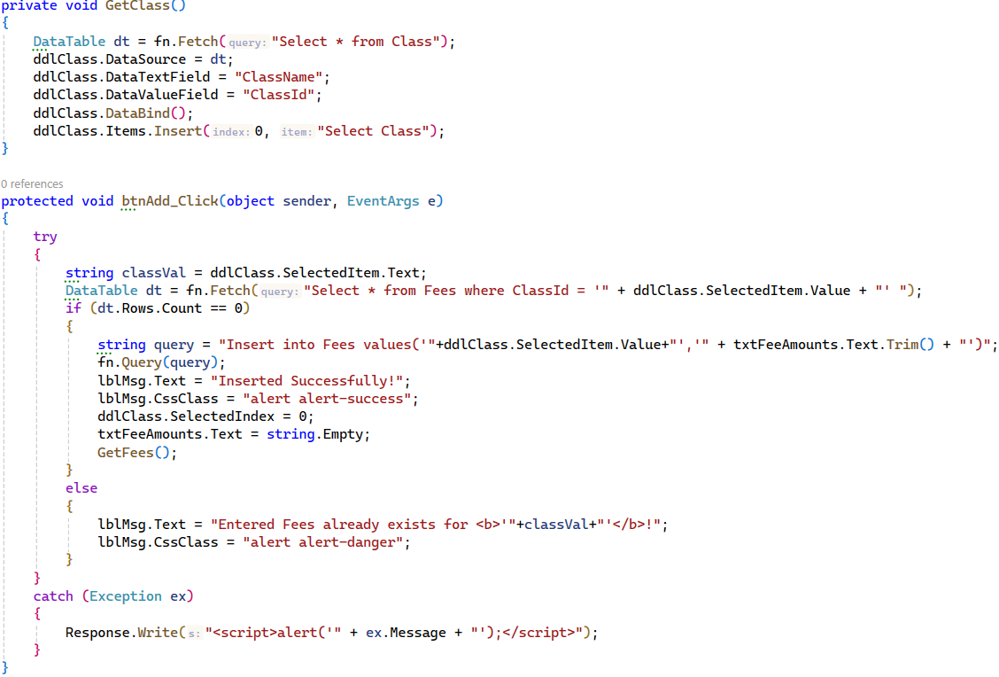 private void GetClass()
{
DataTable dt = fn.Fetch(query: "Select * from Class");
ddlClass.DataSource = dt;
ddlClass.DataTextField = "ClassName";
ddlClass.DataValueField = "ClassId";
ddlClass.DataBind();
ddlClass.Items.Insert(index: 0, item: "Select Class");
}
0 references
protected void btnAdd_Click(object sender, EventArgs e)
{
try
{
string classVal = ddlClass.SelectedItem.Text;
DataTable dt = fn.Fetch(query: "Select * from Fees where ClassId = '" + ddlClass.SelectedItem.Value + "' ");
if (dt.Rows.Count == 0)
{
string query = "Insert into Fees values('"+ddlClass.SelectedItem.Value+"','" + txtFeeAmounts.Text.Trim() + "')";
fn.Query(query);
lblMsg.Text = "Inserted Successfully!";
lblMsg.CssClass = "alert alert-success";
ddlClass.SelectedIndex = 0;
txtFeeAmounts.Text = string.Empty;
GetFees();
}
else
{
lblMsg.Text = "Entered Fees already exists for <b>'"+classVal+"'</b>!";
lblMsg.CssClass = "alert alert-danger";
}
}
catch (Exception ex)
{
Response.Write(s: "<script>alert('" + ex.Message + "');</script>");
}
}